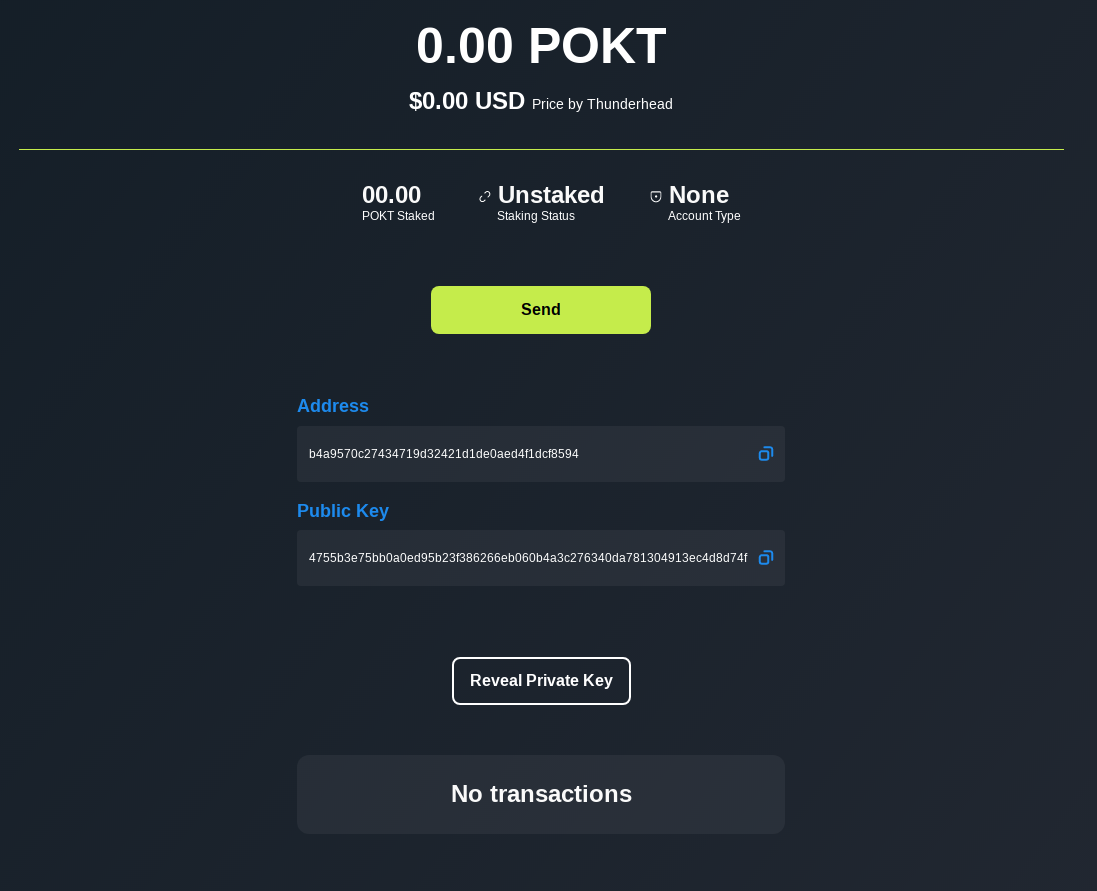 0.00 POKT
$0.00 USD Price by Thunderhead
00.00 Unstaked None
POKT Staked Staking Status Account Type
Send
Address
b4a9570c27434719d32421d1de0aed4f1dcf8594
Public Key
4755b3e75bb0a0ed95b23f386266eb060b4a3c276340da781304913ec4d8d74f
Reveal Private Key
No transactions